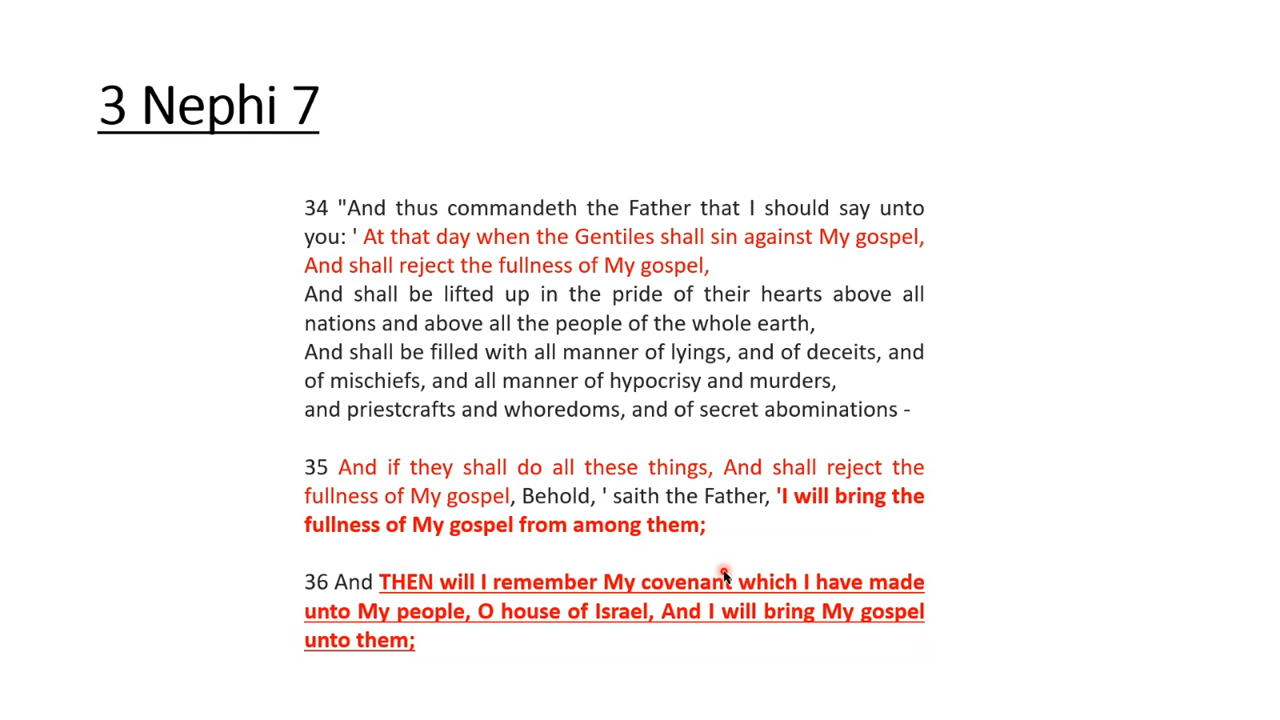 3 Nephi 7
34 "And thus commandeth the Father that I should say unto
you: ' At that day when the Gentiles shall sin against My gospel,
And shall reject the fullness of My gospel,
And shall be lifted up in the pride of their hearts above all
nations and above all the people of the whole earth,
And shall be filled with all manner of lyings, and of deceits, and
of mischiefs, and all manner of hypocrisy and murders,
and priestcrafts and whoredoms, and of secret abominations -
35 And if they shall do all these things, And shall reject the
fullness of My gospel, Behold, ' saith the Father, 'I will bring the
fullness of My gospel from among them;
36 And THEN will I remember My covenant which I have made
unto My people, O house of Israel, And I will bring My gospel
unto them;